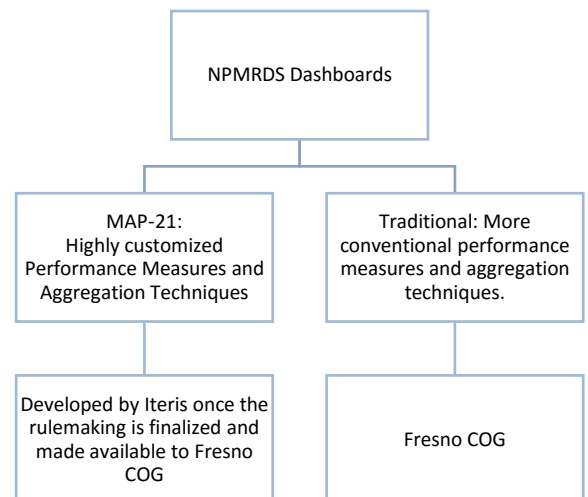 NPMRDS Dashboards
MAP-21:
Highly customized
Performance Measures and
Aggregation Techniques
Traditional: More
conventional performance
measures and aggregation
techniques.
Developed by Iteris once the
rulemaking is finalized and
made available to Fresno
COG
Fresno COG